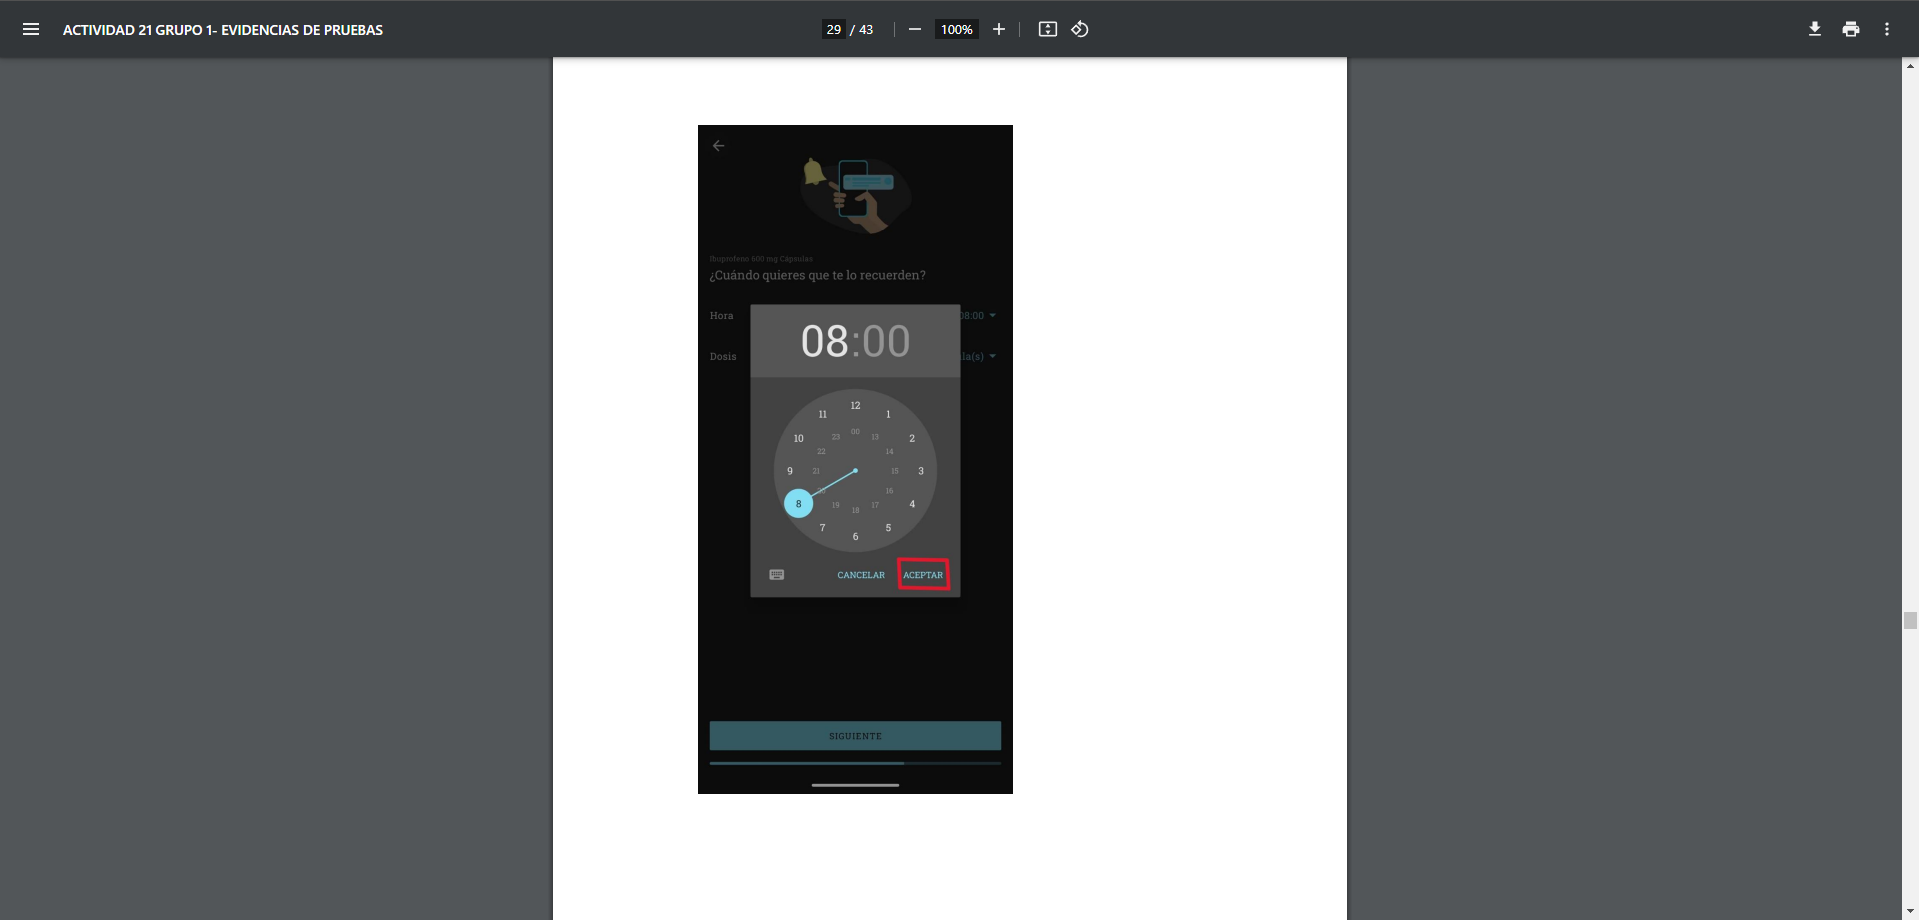 ACTIVIDAD 21 GRUPO 1- EVIDENCIAS DE PRUEBAS
29 / 43
100%
Ibuprofeno 600 mg Cápsulas
¿Cuándo quieres que te lo recuerden?
Hora
08:00
Dosis
la(s)
08:00
12
11
1
00
23
13
10
2
22
14
9
21
15
3
20
16
8
4
19
17
18
7
5
6
CANCELAR
ACEPTAR
SIGUIENTE